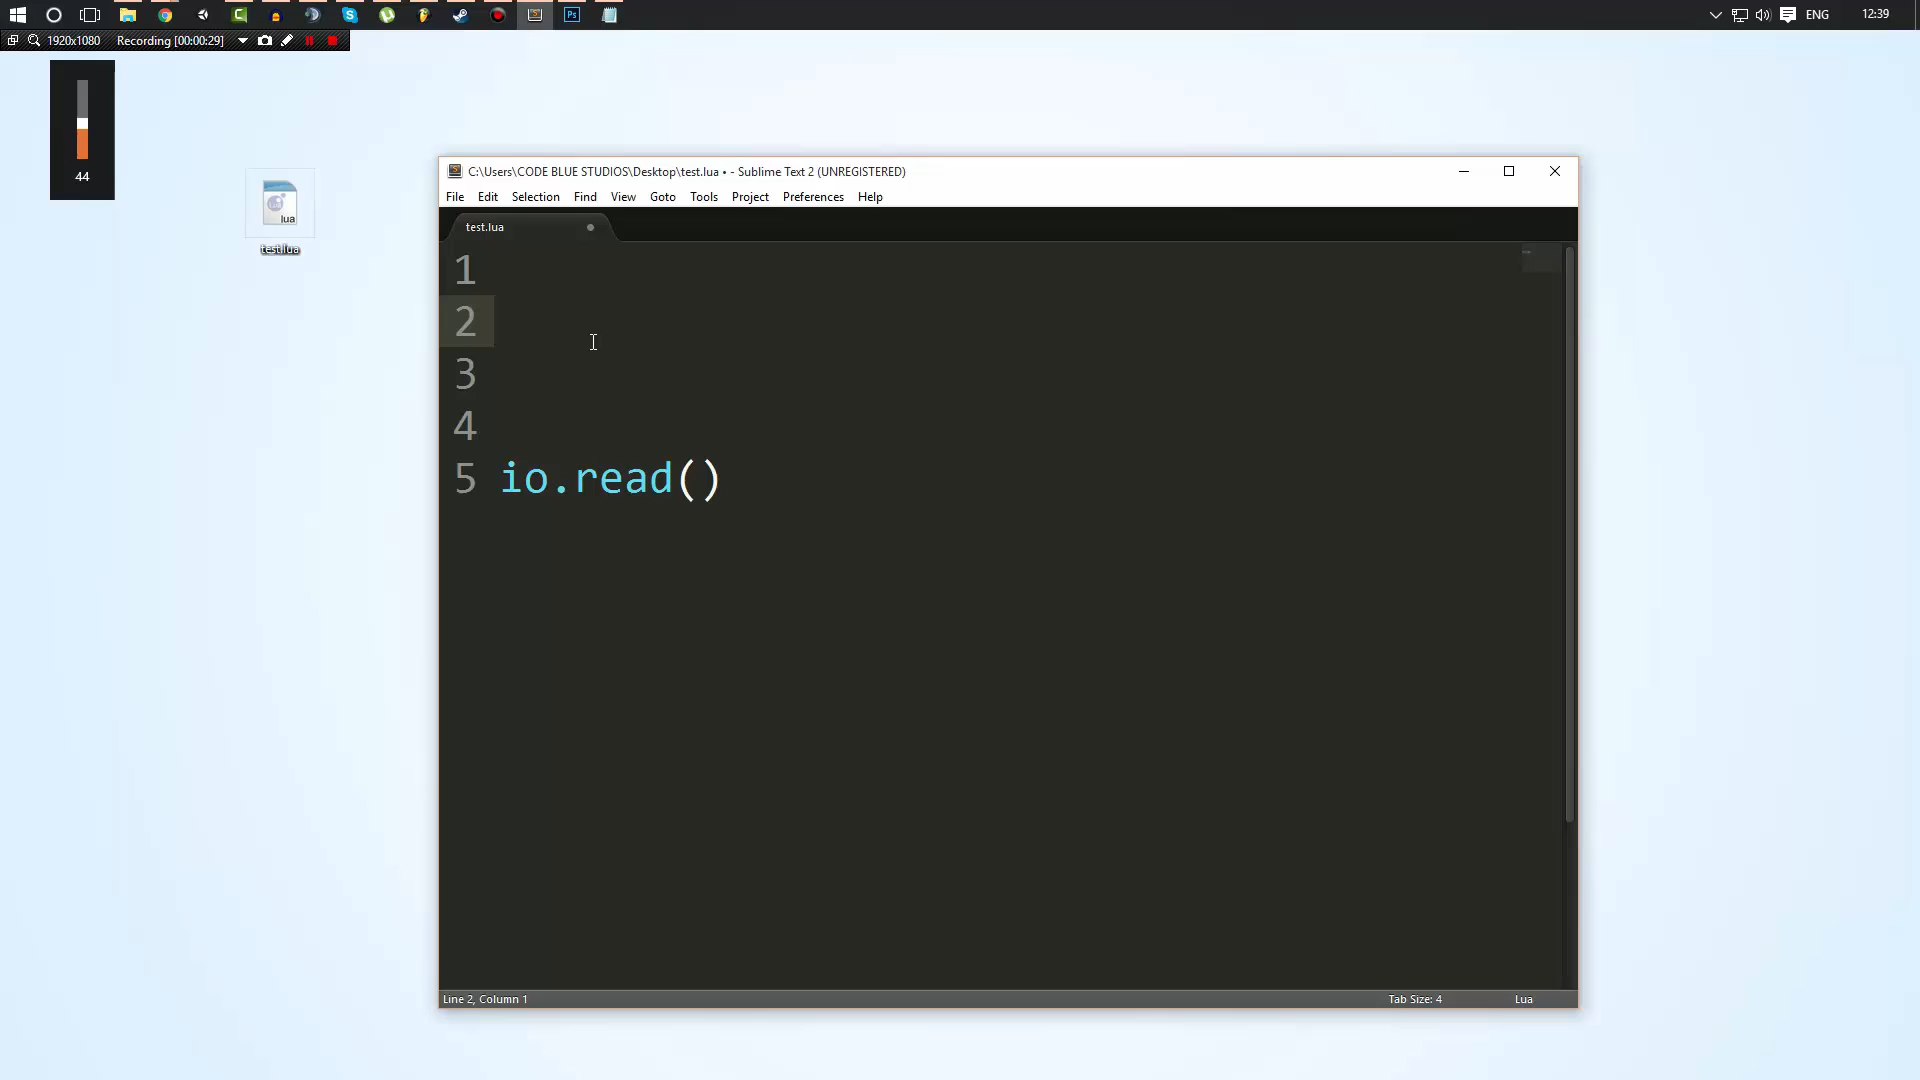 ENG
12:39
1920x1080 Recording [00:00:29]
44
lua
test.lua
C:\Users\CODE BLUE STUDIOS\Desktop\test.lua • - Sublime Text 2 (UNREGISTERED)
File Edit Selection Find View Goto Tools Project Preferences Help
test.lua
1
2
3
4
5 io.read()
Line 2, Column 1
Tab Size: 4
Lua